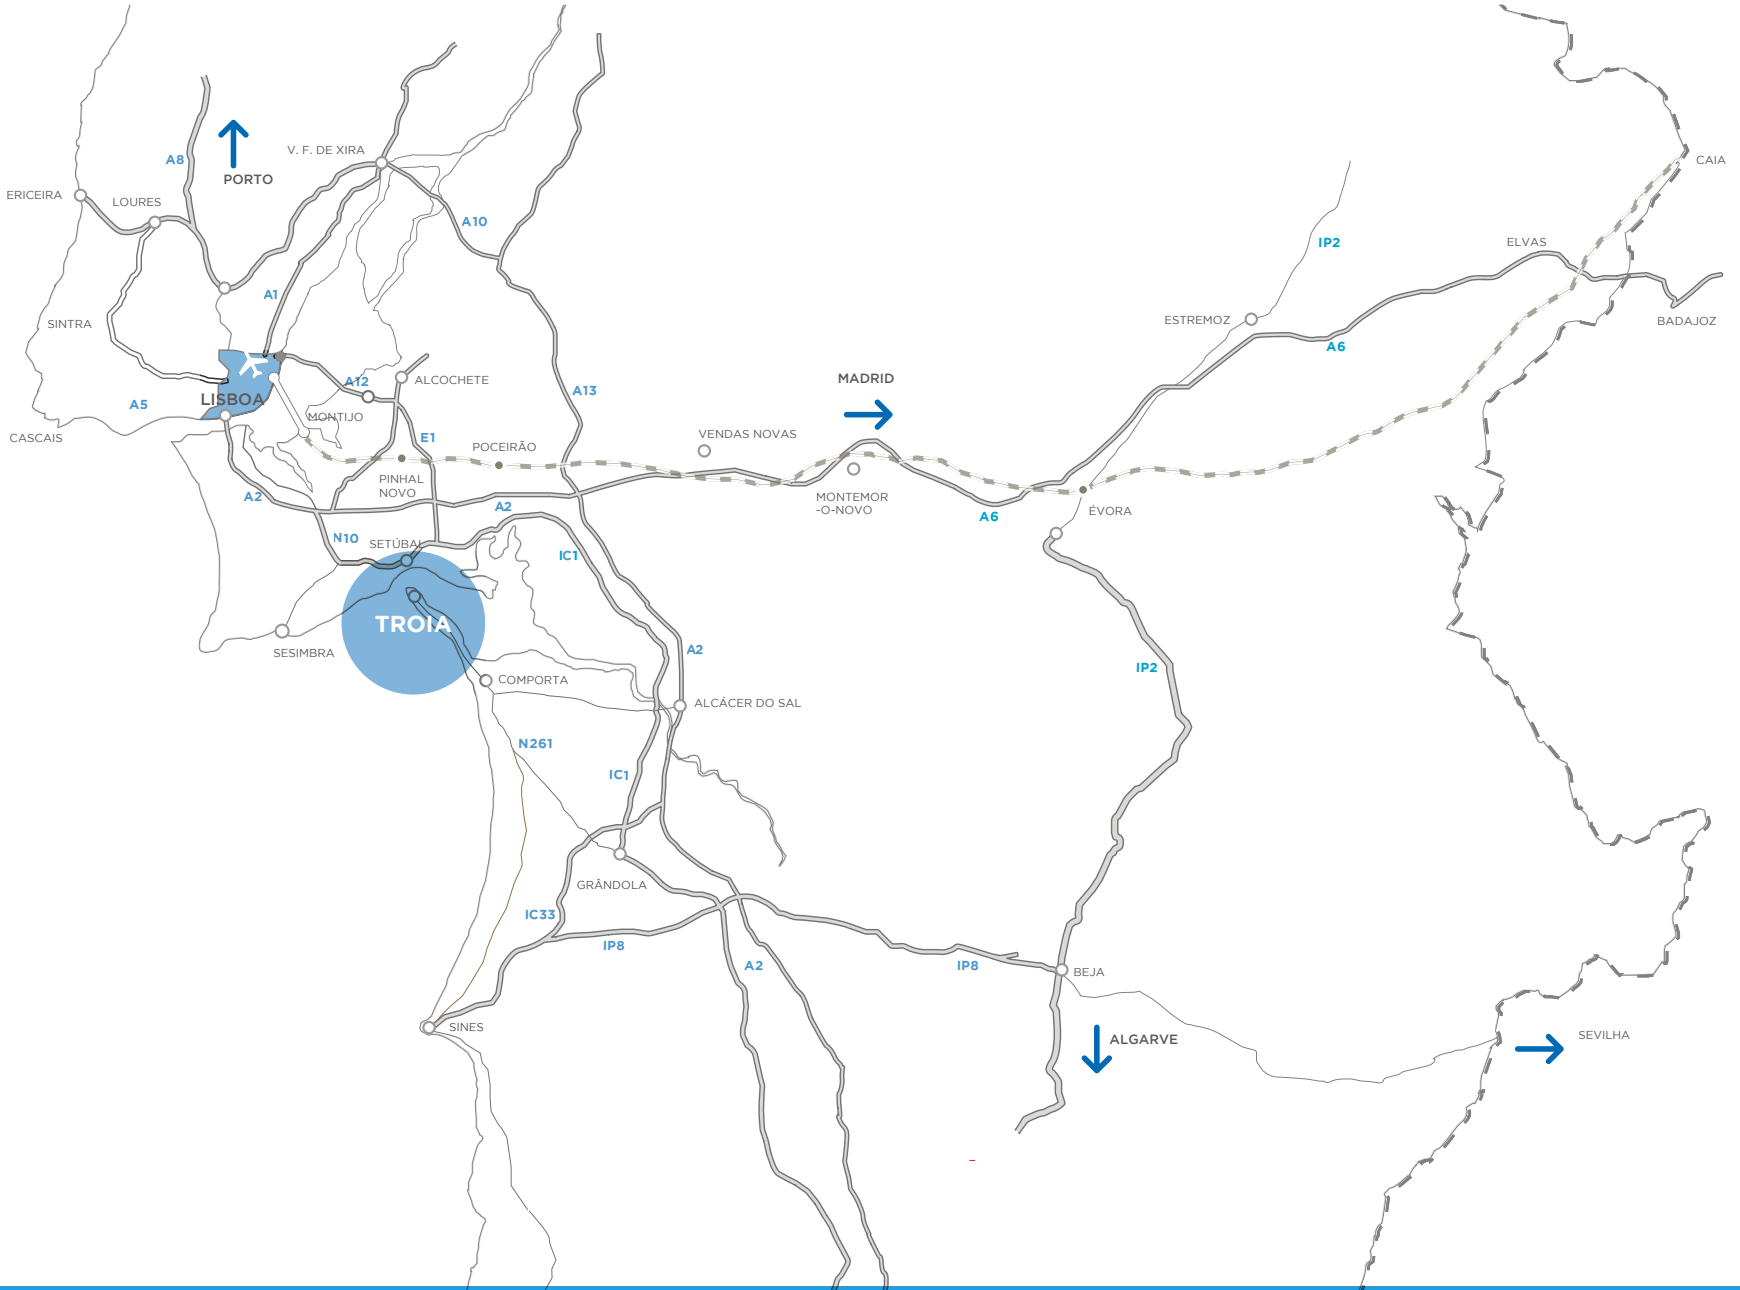 CAIA
A8
V. F. DE XIRA
PORTO
ERICEIRA
LOURES
A10
IP2
ELVAS
A1
SINTRA
ESTREMOZ
BADAJOZ
A6
A12
ALCOCHETE
MADRID
A13
LISBOA
A5
MONTIJO
CASCAIS
E1
POCEIRÃO
VENDAS NOVAS
PINHAL
NOVO
A2
A2
MONTEMOR
-O-NOVO
A6
ÉVORA
N10
SETÚBAL
IC1
TROIA
SESIMBRA
A2
IP2
COMPORTA
ALCÁCER DO SAL
N261
IC1
GRÂNDOLA
IC33
IP8
A2
IP8
BEJA
SINES
ALGARVE
SEVILHA